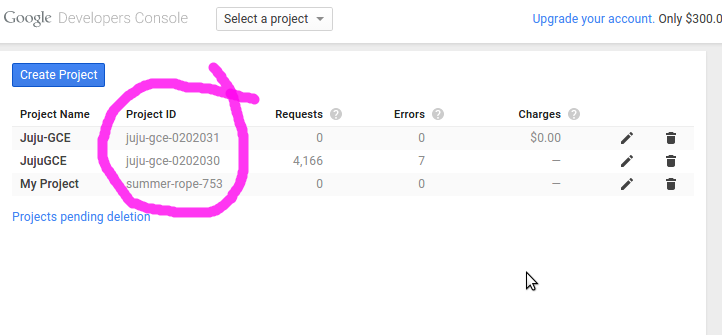 Google Developers Console Select a project Upgrade your account. Only $300.0
Create Project
Project Name Project ID Requests Errors Charges
Juju-GCE juju-gce-0202031 0 0 $0.00
JujuGCE juju-gce-0202030 4,166 7 —
My Project summer-rope-753 0 0 —
Projects pending deletion